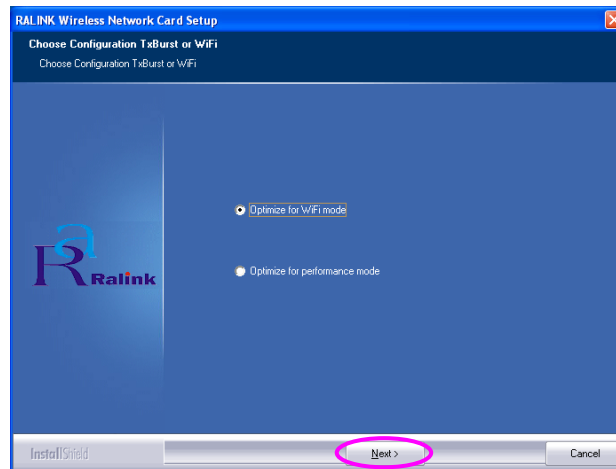 RALINK Wireless Network Card Setup
Choose Configuration TxBurst or WiFi
Choose Configuration TxBurst or WiFi
Optimize for WiFi mode
Optimize for performance mode
Ralink
InstallShield
Next >
Cancel